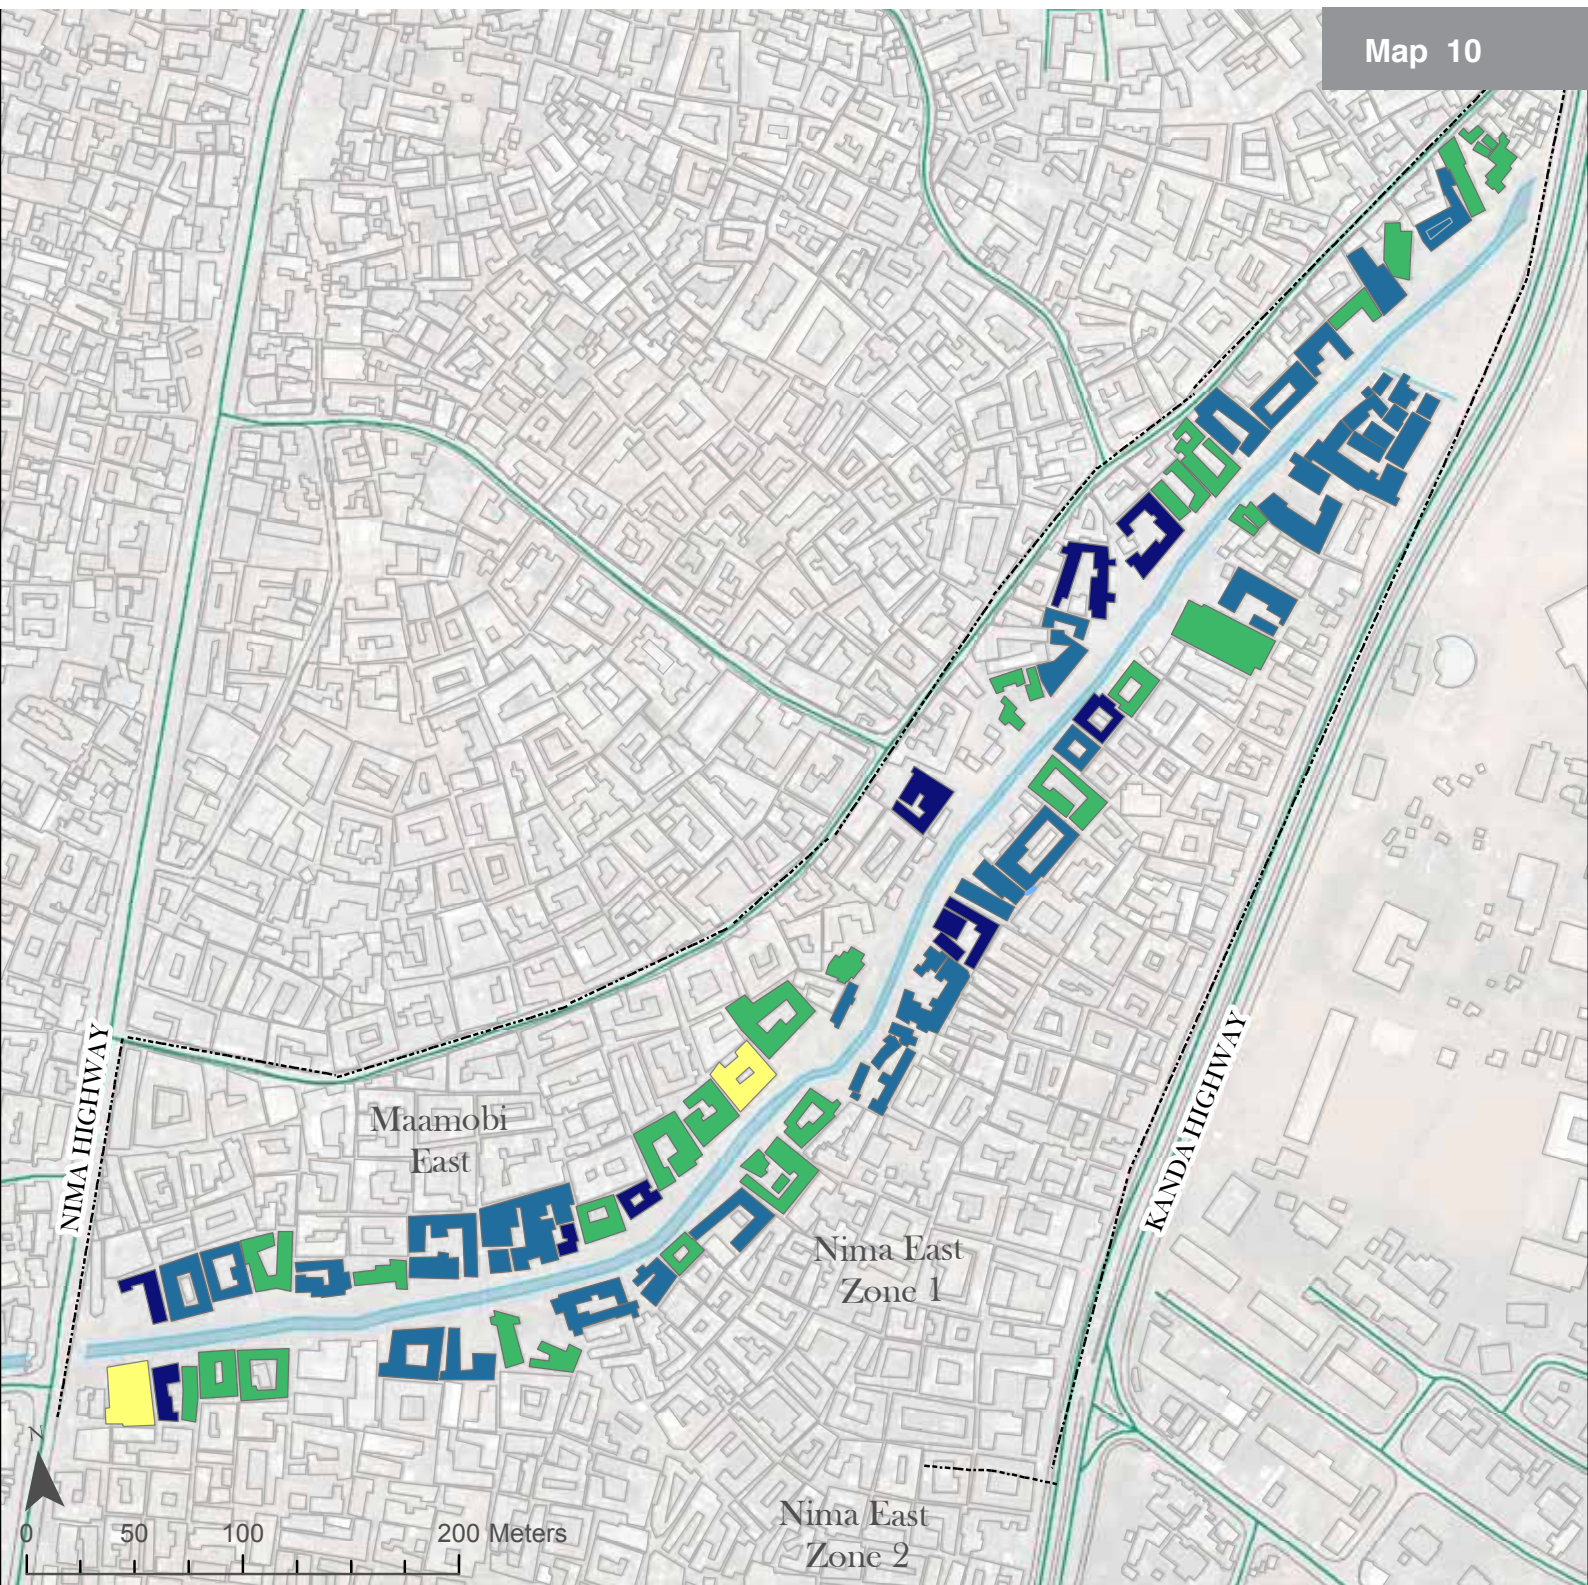 Map 10
NIMA HIGHWAY
Maamobi
East
KANDA HIGHWAY
Nima East
Zone 1
Nima East
Zone 2
N
0 50 100 200 Meters